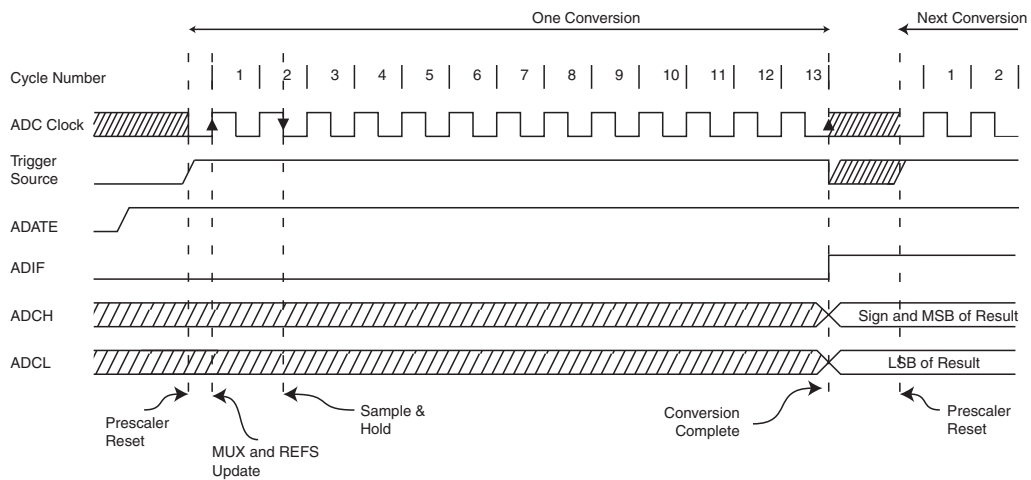 One Conversion
Next Conversion
Cycle Number
1 2 3 4 5 6 7 8 9 10 11 12 13
1 2
ADC Clock
Trigger
Source
ADATE
ADIF
ADCH
Sign and MSB of Result
ADCL
LSB of Result
Prescaler
Reset
MUX and REFS
Update
Sample &
Hold
Conversion
Complete
Prescaler
Reset